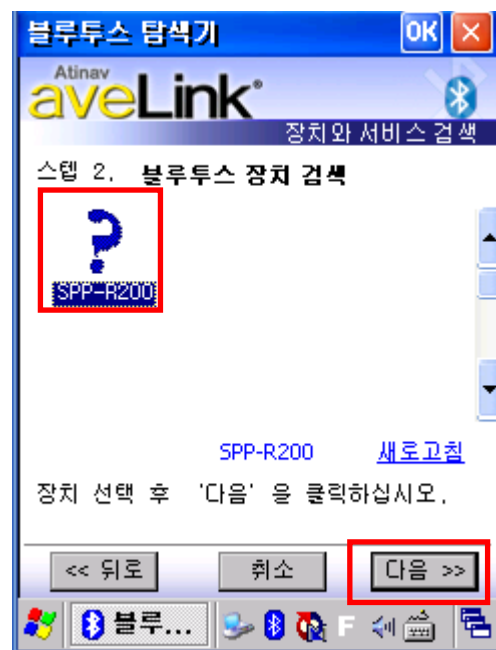 블루투스 탐색기 OK
Atinav
aveLink®
장치와 서비스 검색
스텝 2. 블루투스 장치 검색
SPP-R200
SPP-R200 새로고침
장치 선택 후 '다음' 을 클릭하십시오.
<< 뒤로 취소 다음 >>
블루... F